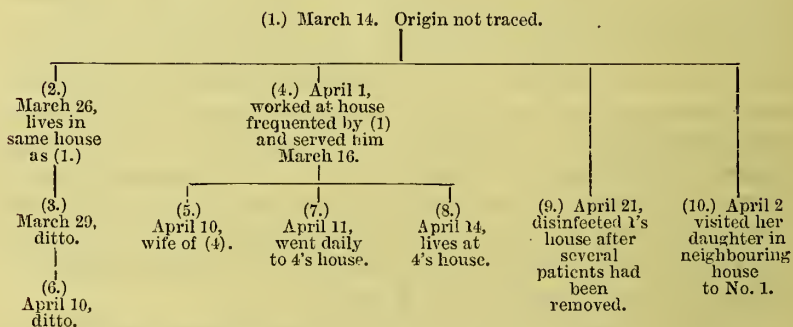 (1.) March 14. Origin not traced.
(2.)
March 26,
lives in
same house
as (1.)
(3.)
March 29,
ditto.
(6.)
April 10,
ditto.
(4.) April 1,
worked at house
frequented by (1)
and served him
March 16.
(5.)
April 10,
wife of (4).
(7.)
April 11,
went daily
to 4's house.
(8.)
April 14,
lives at
4's house.
(9.) April 21,
disinfected 1's
house after
several
patients had
been
removed.
(10.) April 2
visited her
daughter in
neighbouring
house
to No. 1.